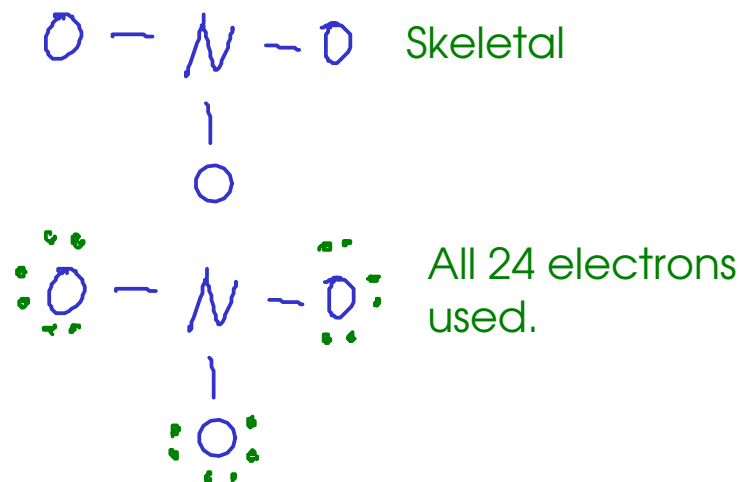 O — N — O Skeletal
O
O — N — O All 24 electrons
used.
O